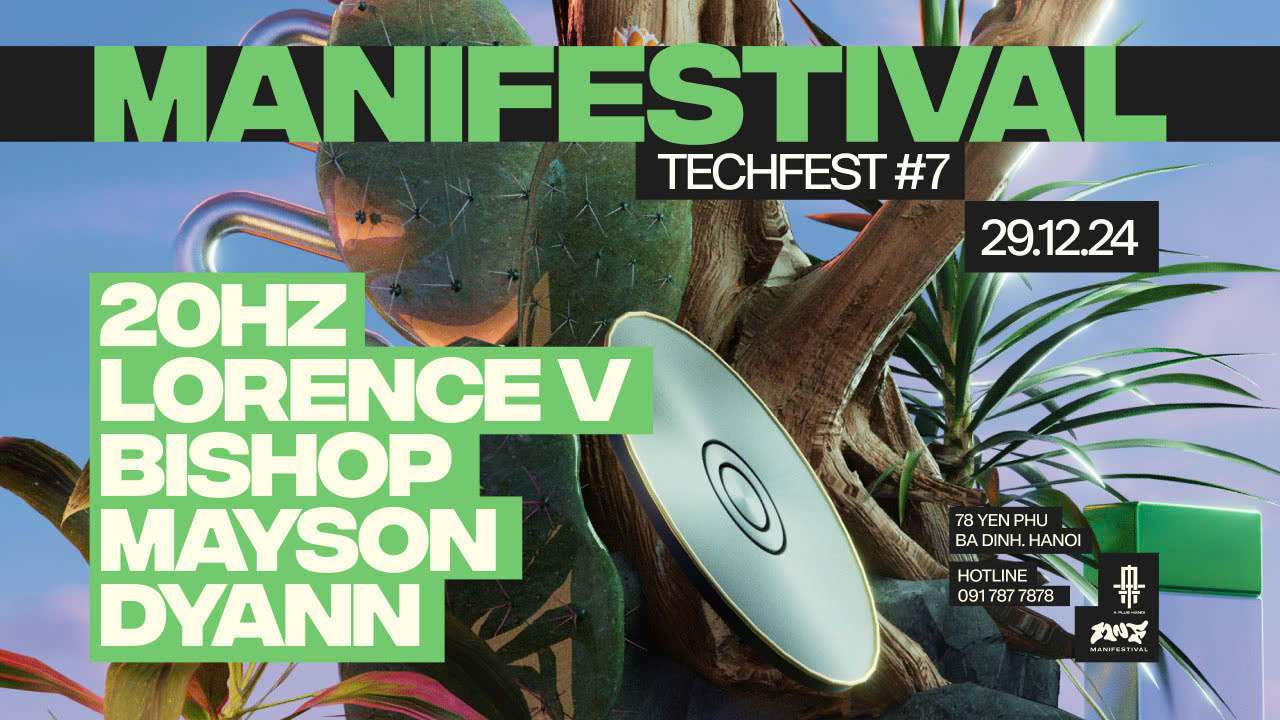 MANIFESTIVAL
TECHFEST #7
29.12.24
20HZ
LORENCE V
BISHOP
MAYSON
DYANN
78 YEN PHU
BA DINH. HANOI
HOTLINE
091 787 7878
A PLUS HANOI
MNF
MANIFESTIVAL